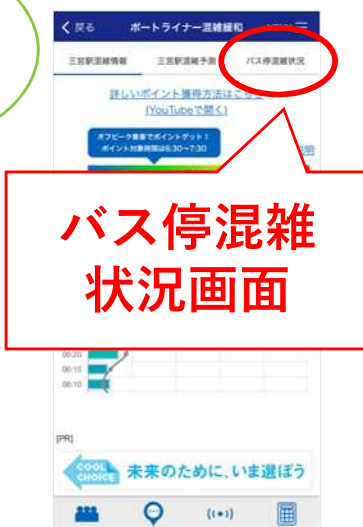 く 戻る ポートライナー混雑緩和
三宮駅混雑情報 三宮駅混雑予測 バス停混雑状況
詳しいポイント獲得方法はこちら
(YouTubeで開く)
オフピーク乗車でポイントゲット！
ポイント対象時間は6:30～7:30
説明
バス停混雑
状況画面
06:20
06:15
06:10
[PR]
COOL
CHOICE
未来のために、いま選ぼう